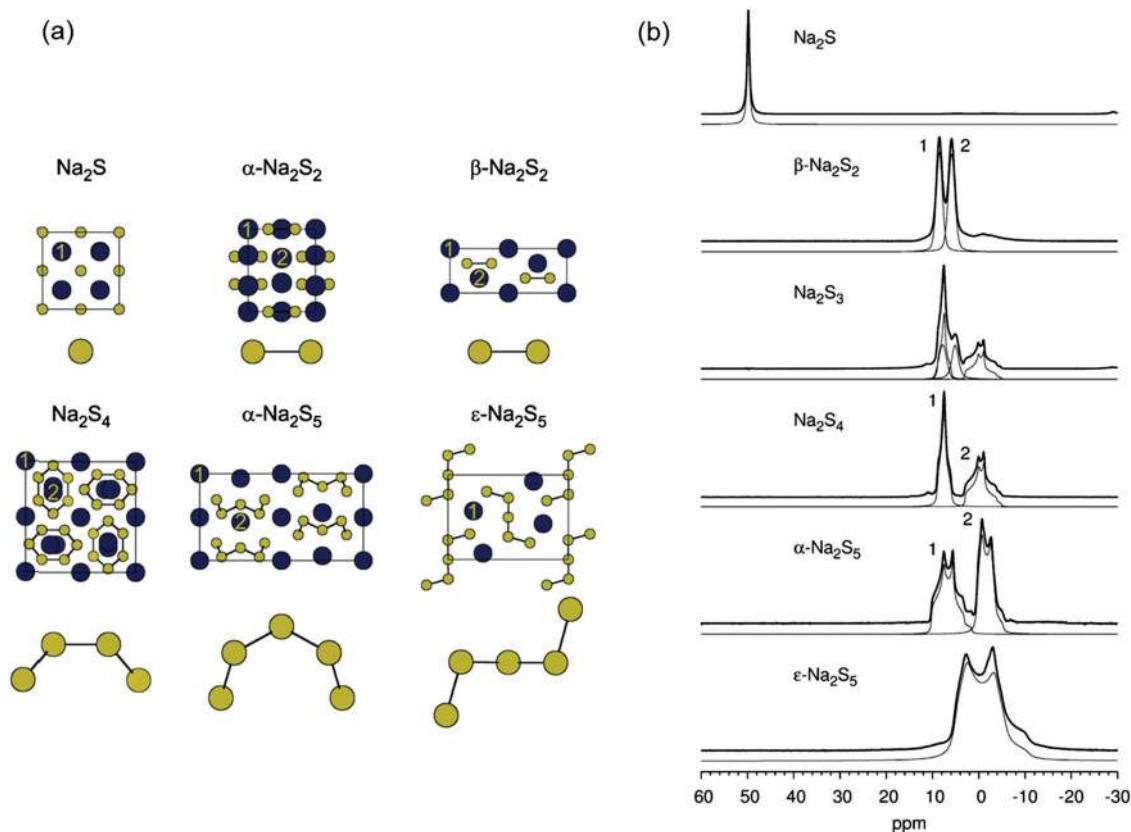 (a)
Na2S α-Na2S2 β-Na2S2
1 1 2 1 2
Na2S4 α-Na2S5 ε-Na2S5
1 2 1 2 1
(b)
Na2S
β-Na2S2
1 2
Na2S3
Na2S4
1 2
α-Na2S5
1 2
ε-Na2S5
60 50 40 30 20 10 0 -10 -20 -30
ppm